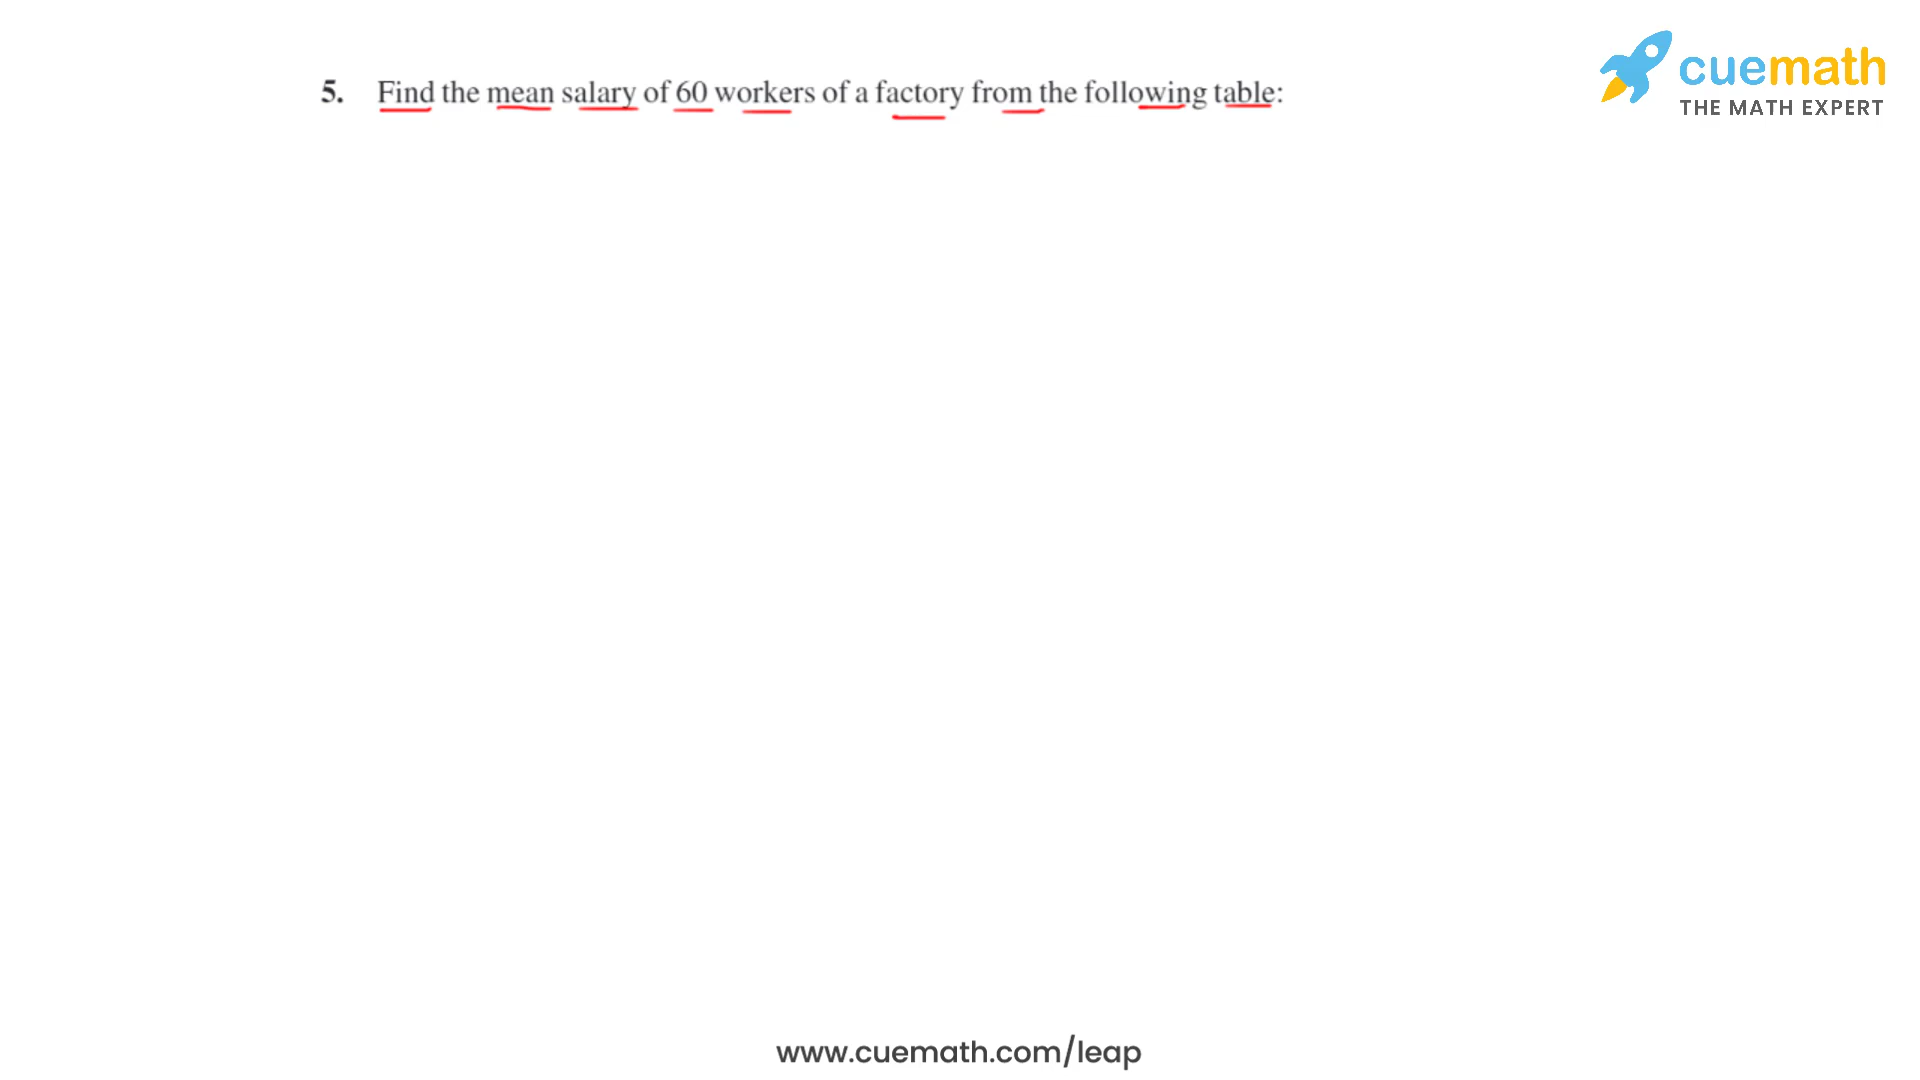 5. Find the mean salary of 60 workers of a factory from the following table:
cuemath
THE MATH EXPERT
www.cuemath.com/leap